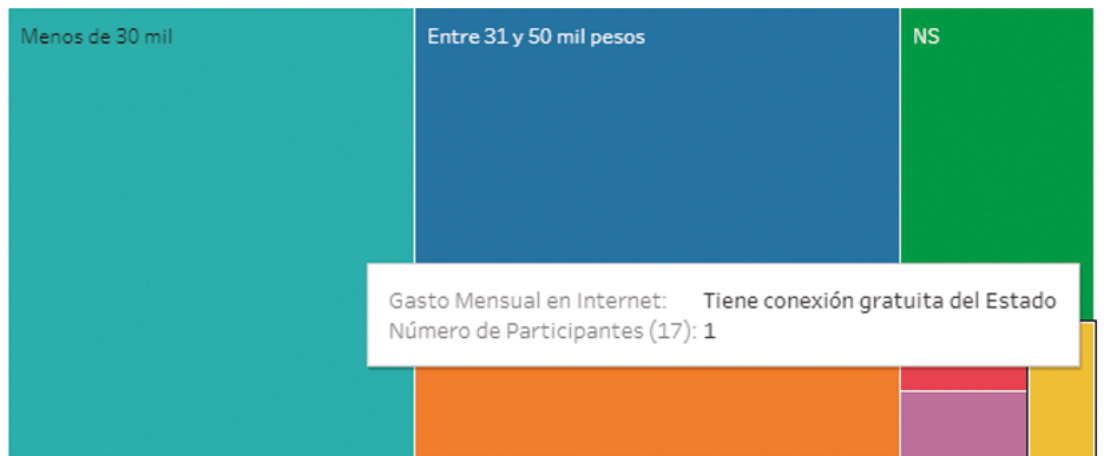 Menos de 30 mil
Entre 31 y 50 mil pesos
NS
Gasto Mensual en Internet: Tiene conexión gratuita del Estado
Número de Participantes (17): 1